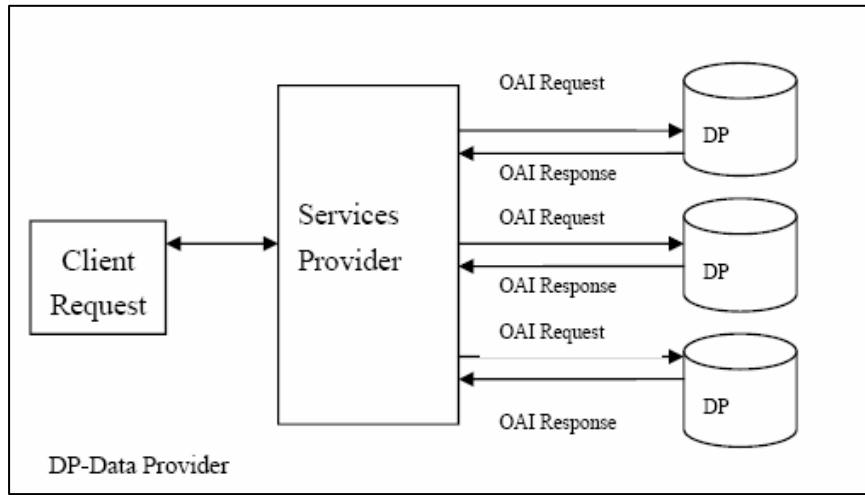 OAI Request
DP
OAI Response
Services
Provider
OAI Request
Client
Request
DP
OAI Response
OAI Request
DP
OAI Response
DP-Data Provider